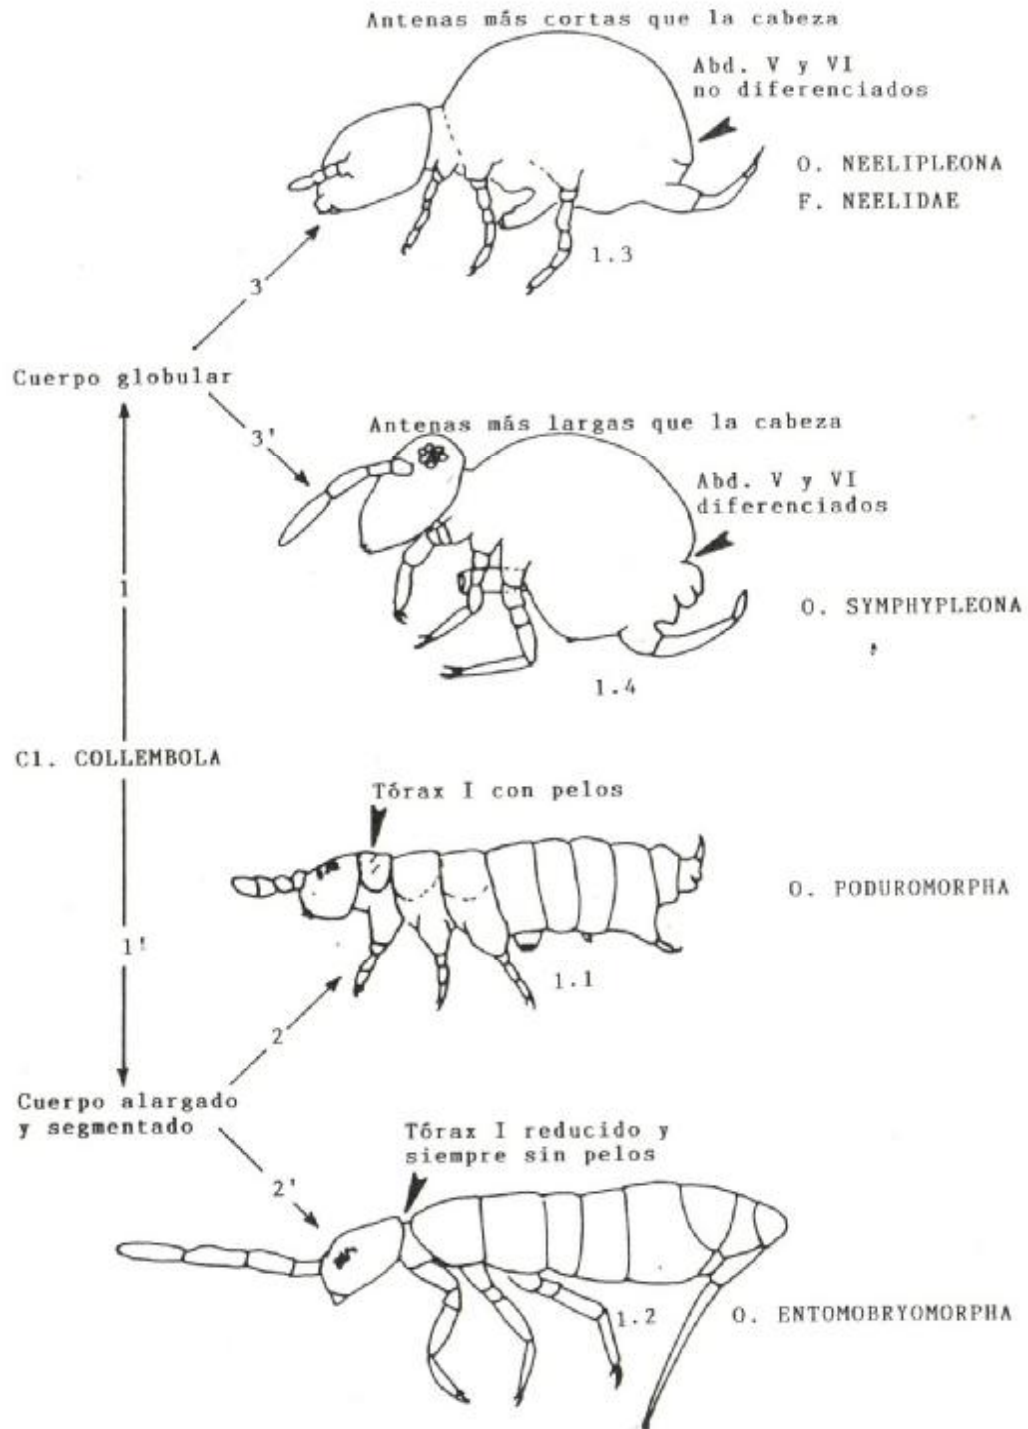 Antenas más cortas que la cabeza
Abd. V y VI
no diferenciados
O. NEELIPLEONA
F. NEELIDAE
1.3
3
Cuerpo globular
3'
Antenas más largas que la cabeza
Abd. V y VI
diferenciados
1
O. SYMPHYPLEONA
1.4
Cl. COLLEMBOLA
Tórax I con pelos
O. PODUROMORPHA
1'
1.1
2
Cuerpo alargado
y segmentado
Tórax I reducido y
siempre sin pelos
2'
1.2
O. ENTOMOBRYOMORPHA